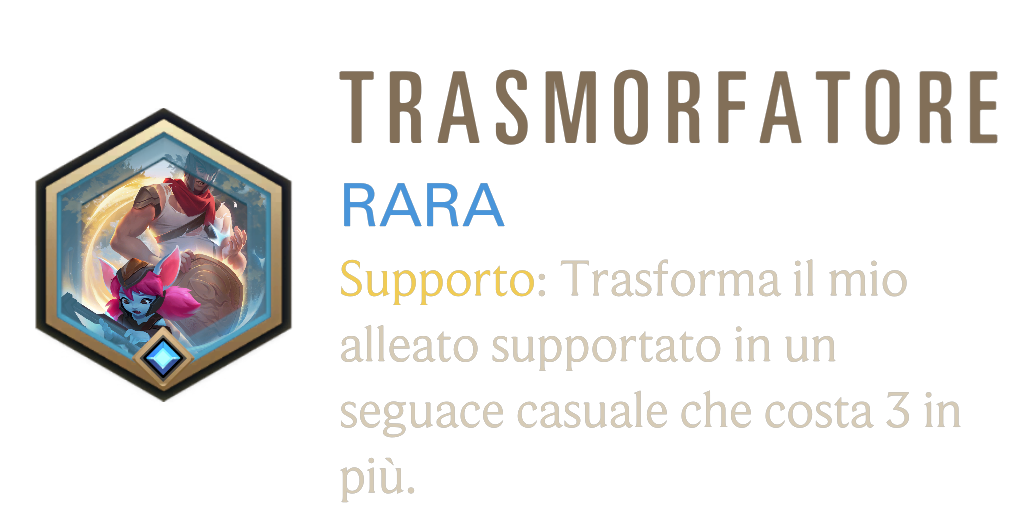 TRASMORFATORE
RARA
Supporto: Trasforma il mio
alleato supportato in un
seguace casuale che costa 3 in
più.